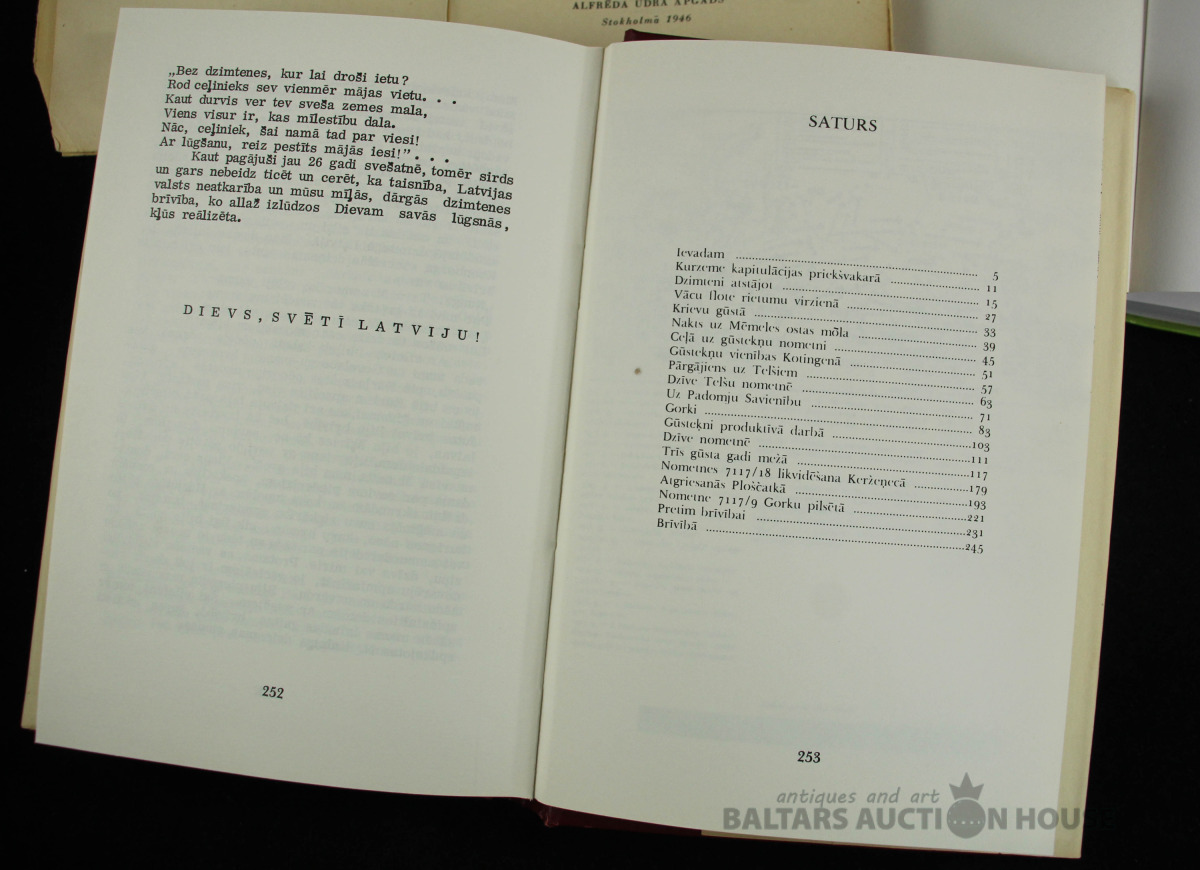 ALFRĒDA ŪDRA APGĀDS
Stokholmā 1946
„Bez dzimtenes, kur lai droši ietu?
Rod ceļinieks sev vienmēr mājas vietu. . .
Kaut durvis ver tev sveša zemes mala,
Viens visur ir, kas mīlestību dala.
Nāc, ceļiniek, šai namā tad par viesi!
Ar lūgšanu, reiz pestīts mājās iesi!”. . .
Kaut pagājuši jau 26 gadi svešatnē, tomēr sirds
un gars nebeidz ticēt un cerēt, ka taisnība, Latvijas
valsts neatkarība un mūsu mīļās, dārgās dzimtenes
brīvība, ko allaž izlūdzos Dievam savās lūgsnās,
kļūs reālizēta.
DIEVS, SVĒTĪ LATVIJU!
252
SATURS
Ievadam 5
Kurzeme kapitulācijas priekšvakarā 11
Dzimteni atstājot 15
Vācu flote rietumu virzienā 27
Krievu gūstā 33
Nakts uz Mēmeles ostas mōla 39
Ceļā uz gūstekņu nometni 45
Gūstekņu vienības Kotingenā 51
Pārgājiens uz Telšiem 57
Dzīve Telšu nometnē 63
Uz Padomju Savienību 71
Gorki 83
Gūstekņi produktīvā darbā 103
Dzīve nometnē 111
Trīs gūsta gadi mežā 117
Nometnes 7117/18 likvidēšana Keržeņecā 179
Atgriešanās Ploščatkā 193
Nometne 7117/9 Gorku pilsētā 221
Pretim brīvībai 231
Brīvībā 245
253
antiques and art
BALTARS AUCTION HOUSE